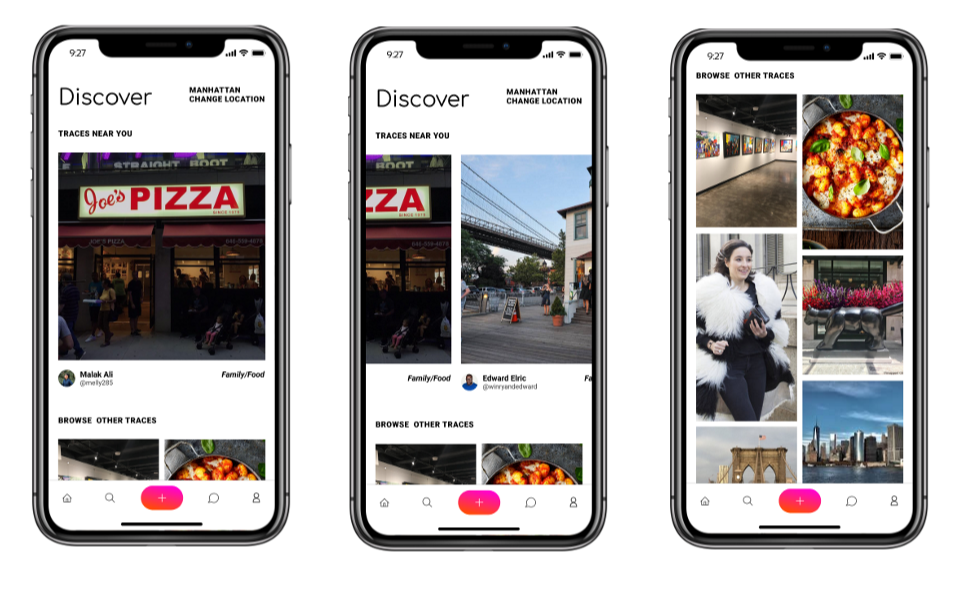 9:27
Discover
MANHATTAN
CHANGE LOCATION
TRACES NEAR YOU
STRAIGHT BOOT
Joe's PIZZA
SINCE 1975
JOE'S PIZZA
Malak Ali
@melly285
Family/Food
BROWSE OTHER TRACES
9:27
Discover
MANHATTAN
CHANGE LOCATION
TRACES NEAR YOU
BOOT
ZZA
Family/Food
Edward Elric
@winryandedward
Fa
BROWSE OTHER TRACES
9:27
BROWSE OTHER TRACES